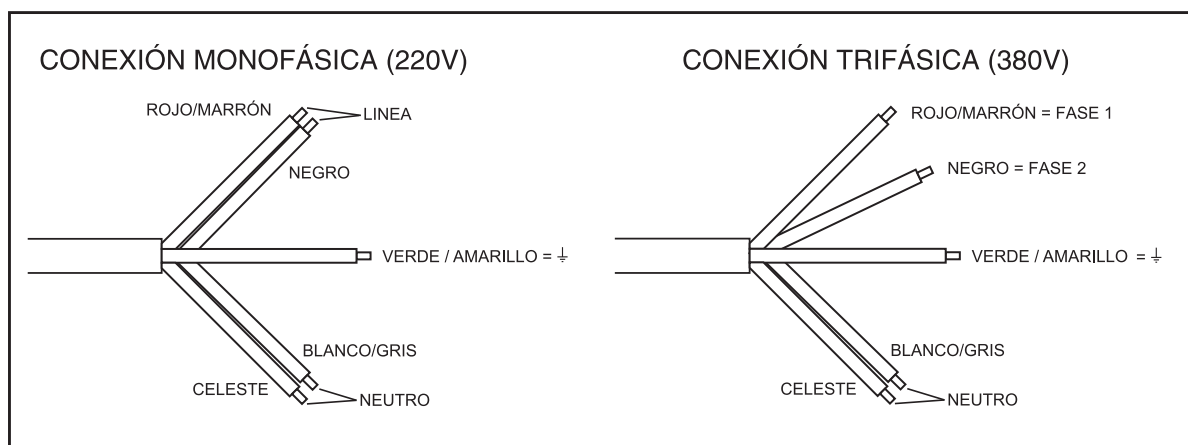 CONEXIÓN MONOFÁSICA (220V)
ROJO/MARRÓN
LINEA
NEGRO
VERDE / AMARILLO = ⏚
BLANCO/GRIS
CELESTE
NEUTRO
CONEXIÓN TRIFÁSICA (380V)
ROJO/MARRÓN = FASE 1
NEGRO = FASE 2
VERDE / AMARILLO = ⏚
BLANCO/GRIS
CELESTE
NEUTRO